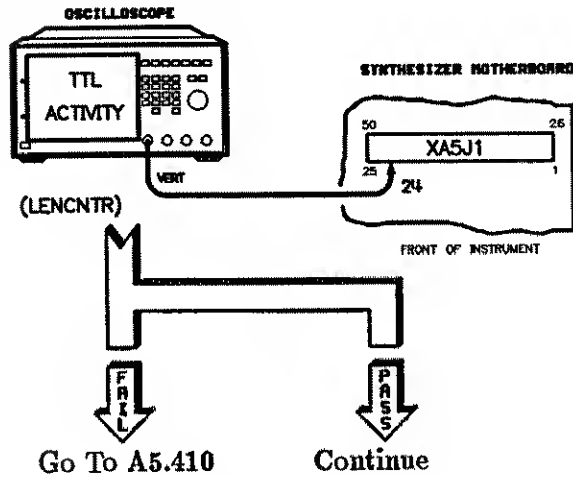 OSCILLOSCOPE
TTL
ACTIVITY
VERT
SYNTHESIZER MOTHERBOARD
50
26
XA5J1
25
1
24
FRONT OF INSTRUMENT
(LENCNTR)
FAIL
PASS
Go To A5.410
Continue